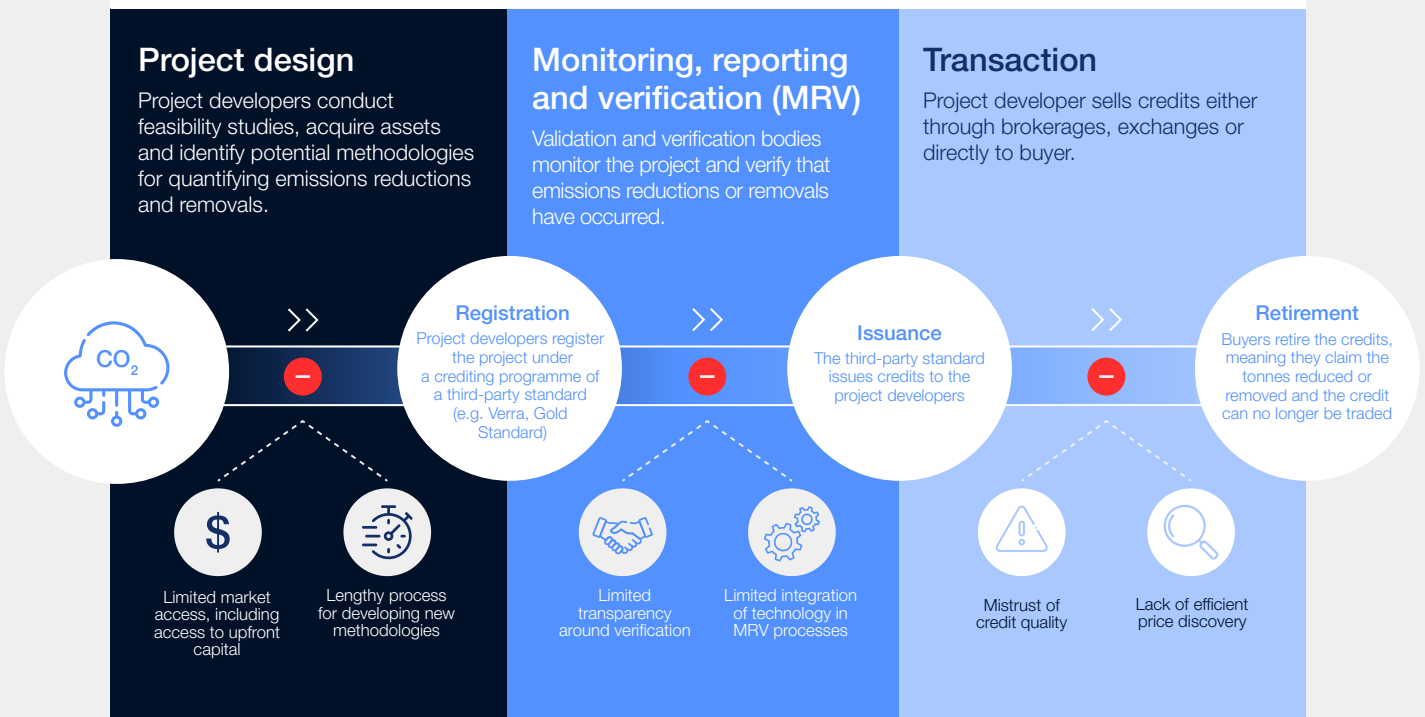 Project design
Project developers conduct
feasibility studies, acquire assets
and identify potential methodologies
for quantifying emissions reductions
and removals.
Monitoring, reporting
and verification (MRV)
Validation and verification bodies
monitor the project and verify that
emissions reductions or removals
have occurred.
Transaction
Project developer sells credits either
through brokerages, exchanges or
directly to buyer.
CO2
Registration
Project developers register
the project under
a crediting programme of
a third-party standard
(e.g. Verra, Gold
Standard)
Issuance
The third-party standard
issues credits to the
project developers
Retirement
Buyers retire the credits,
meaning they claim the
tonnes reduced or
removed and the credit
can no longer be traded
$
Limited market
access, including
access to upfront
capital
Lengthy process
for developing new
methodologies
Limited
transparency
around verification
Limited integration
of technology in
MRV processes
Mistrust of
credit quality
Lack of efficient
price discovery